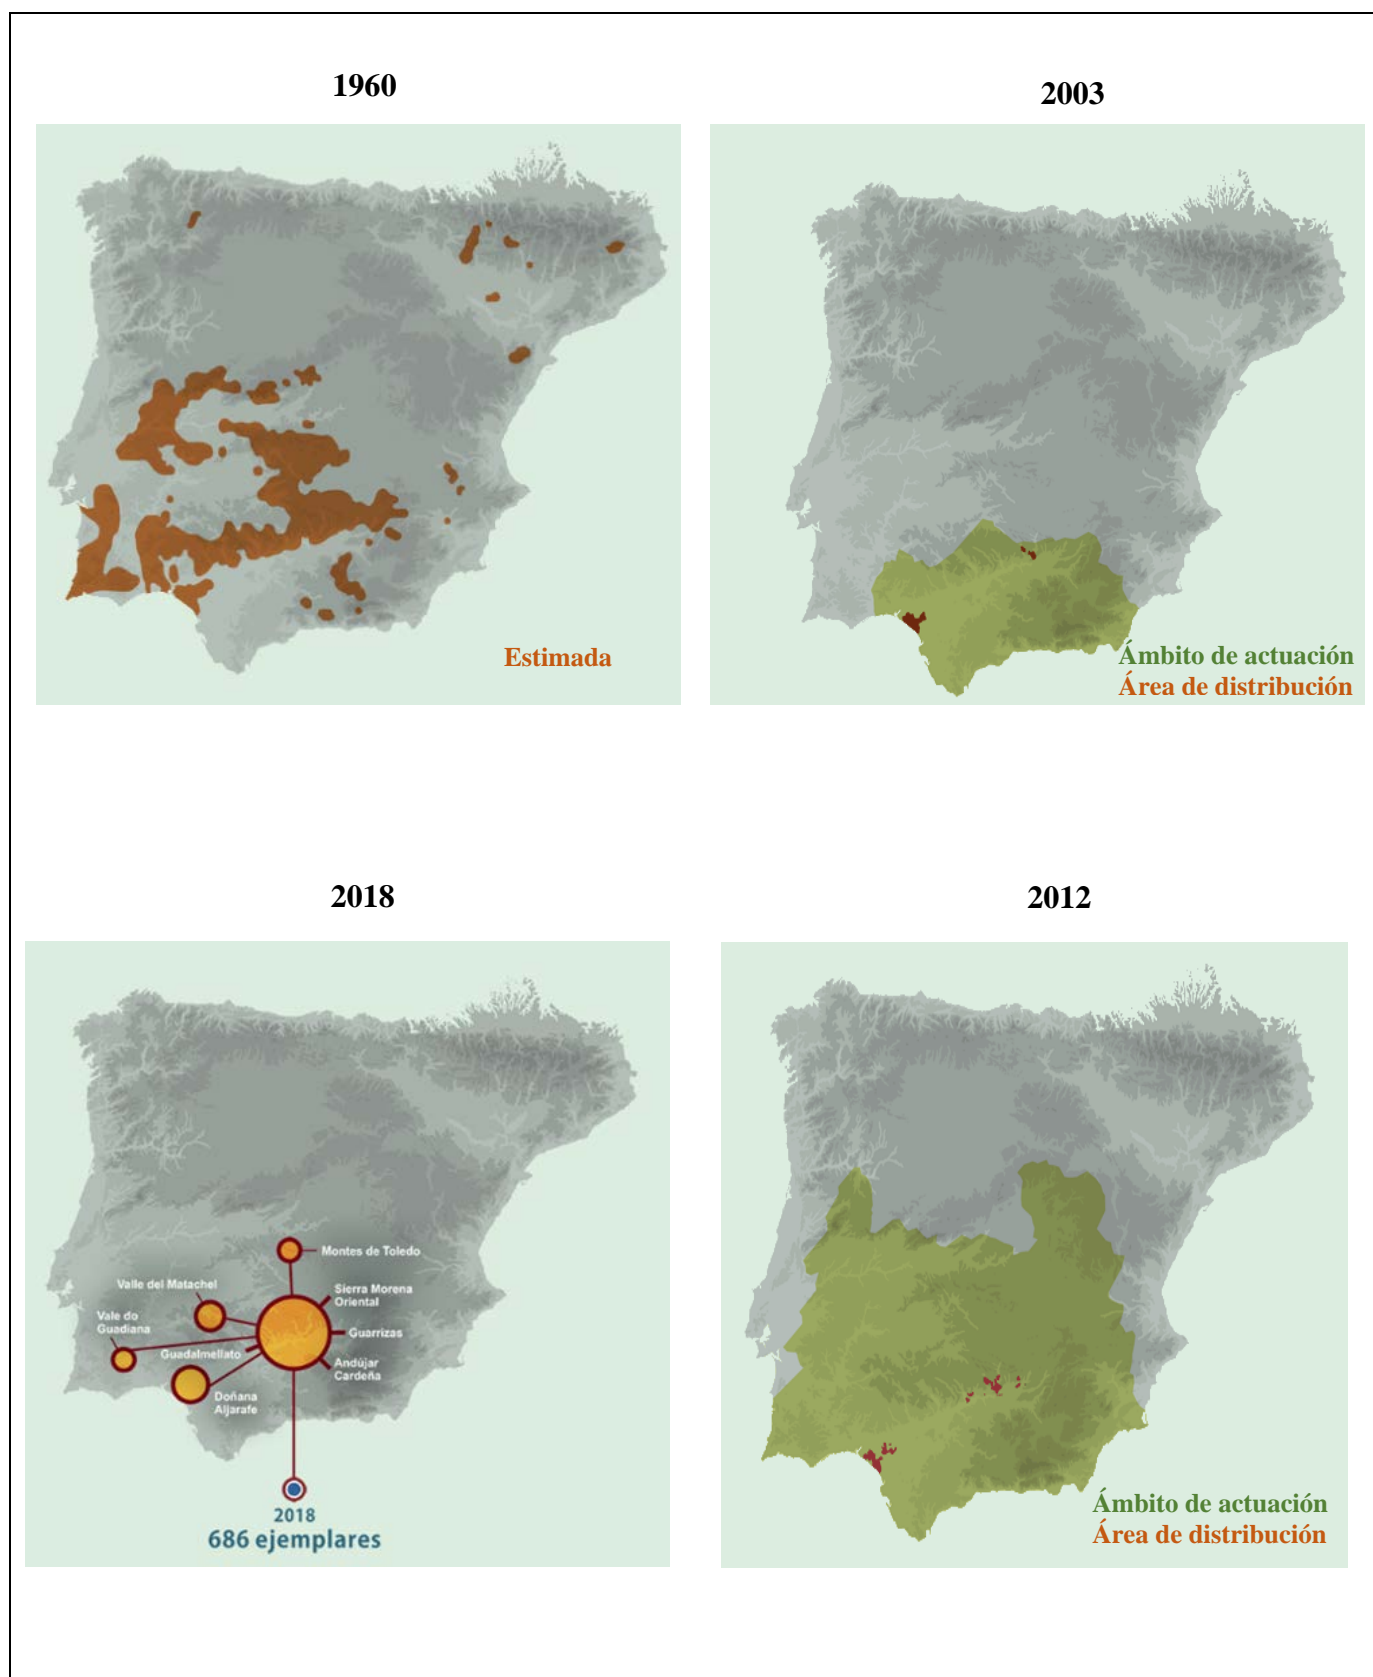 1960
2003
Estimada
Ámbito de actuación
Área de distribución
2018
2012
Montes de Toledo
Valle del Matachel
Sierra Morena
Oriental
Vale do
Guadiana
Guarrizas
Guadalmellato
Andújar
Cardeña
Doñana
Aljarafe
2018
686 ejemplares
Ámbito de actuación
Área de distribución